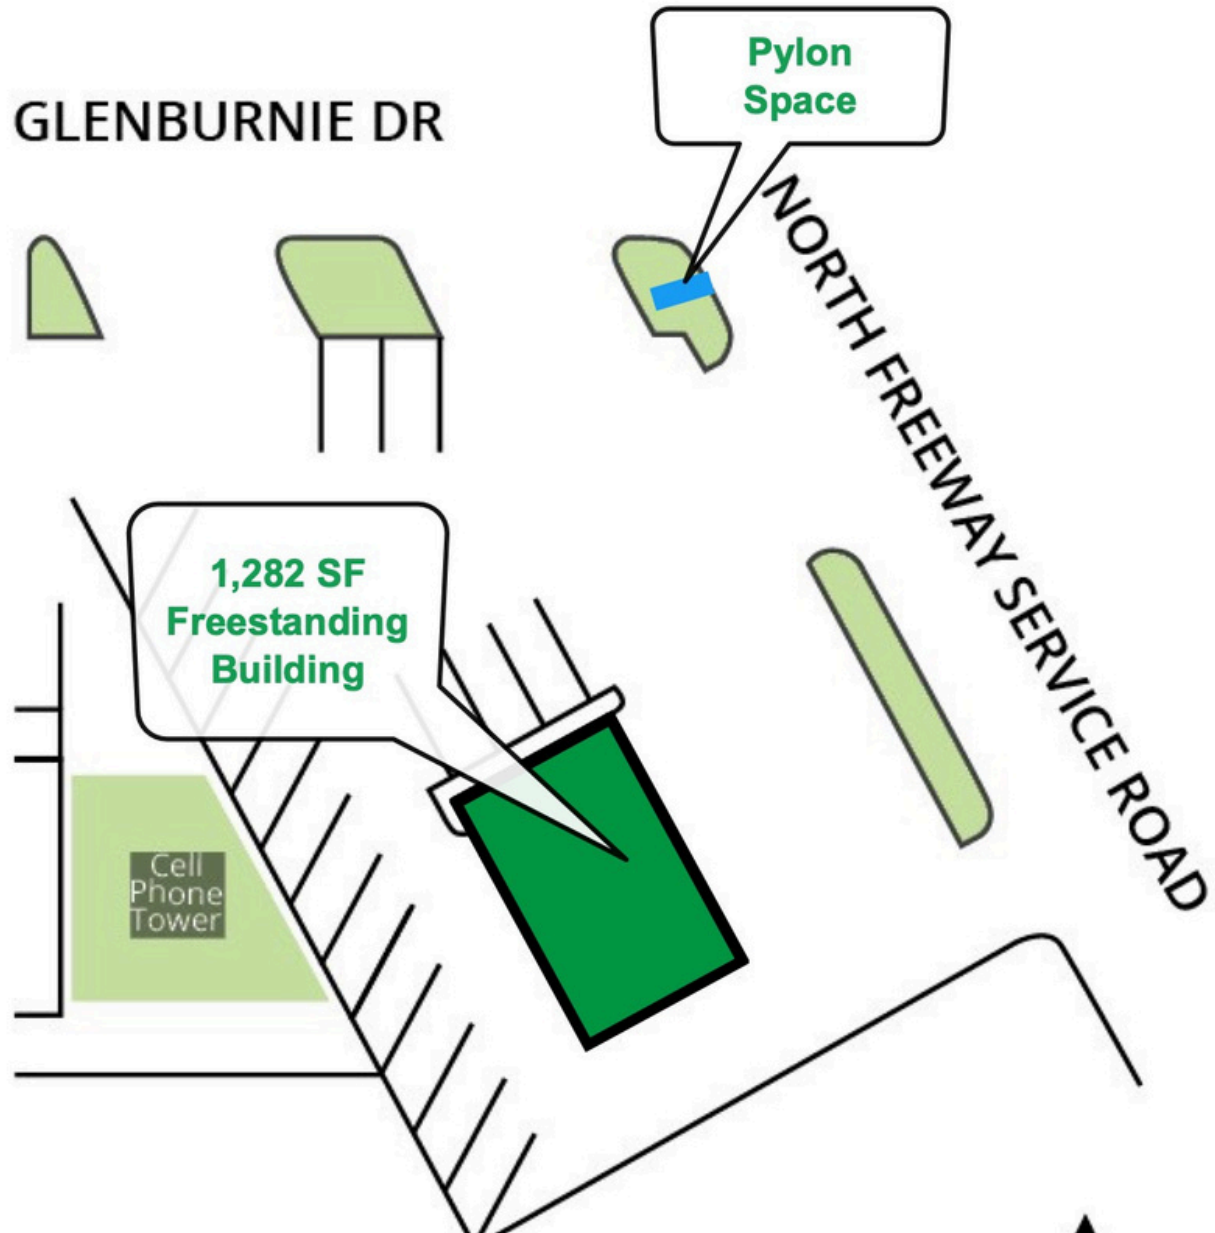 Pylon
Space
GLENBURNIE DR
NORTH FREEWAY SERVICE ROAD
1,282 SF
Freestanding
Building
Cell
Phone
Tower